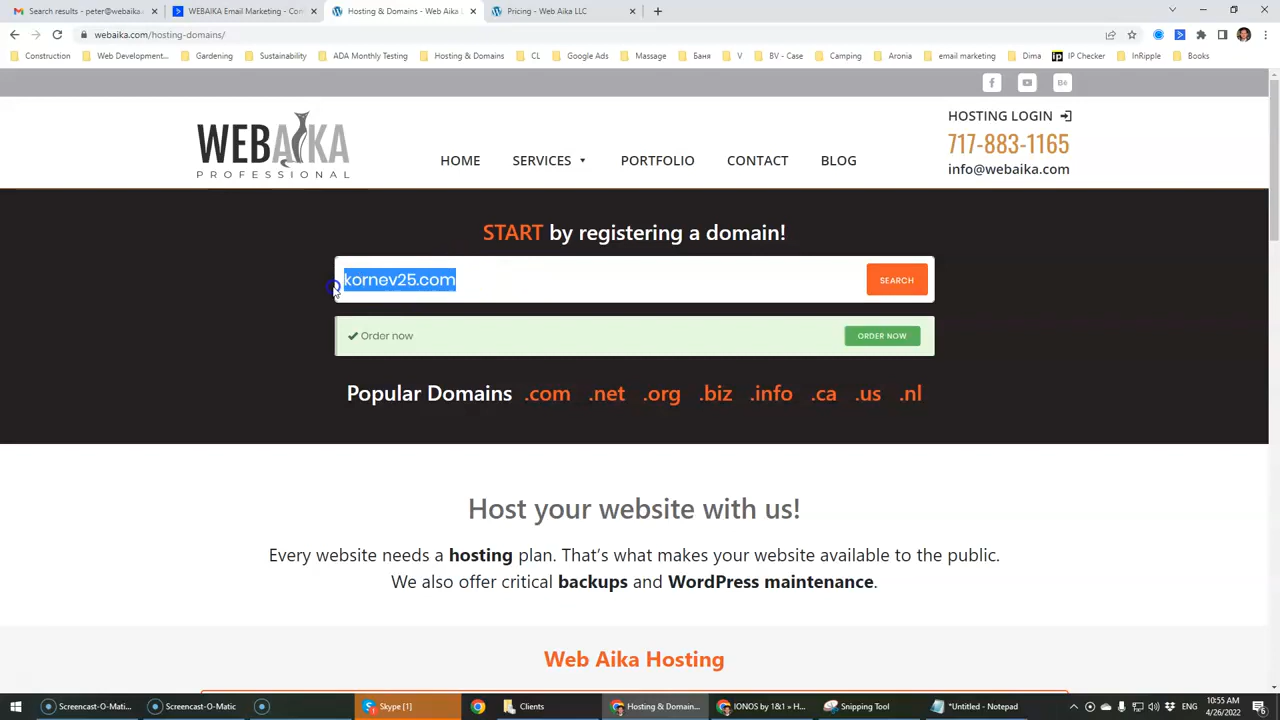 Search results - peter@webaika.
WEBAIKA Email Marketing - Con
Hosting & Domains - Web Aika
Pricing - Web Aika LLC
webaika.com/hosting-domains/
Construction
Web Development...
Gardening
Sustainability
ADA Monthly Testing
Hosting & Domains
CL
Google Ads
Massage
Баня
V
BV - Case
Camping
Aronia
email marketing
Dima
ip IP Checker
InRipple
Books
f
Bē
WEBAIKA
PROFESSIONAL
HOME
SERVICES
PORTFOLIO
CONTACT
BLOG
HOSTING LOGIN
717-883-1165
info@webaika.com
START by registering a domain!
kornev25.com
SEARCH
Order now
ORDER NOW
Popular Domains .com .net .org .biz .info .ca .us .nl
Host your website with us!
Every website needs a hosting plan. That's what makes your website available to the public.
We also offer critical backups and WordPress maintenance.
Web Aika Hosting
Screencast-O-Mati...
Screencast-O-Matic
Skype [1]
Clients
Hosting & Domain...
IONOS by 1&1 » H...
Snipping Tool
*Untitled - Notepad
ENG
10:55 AM
4/26/2022